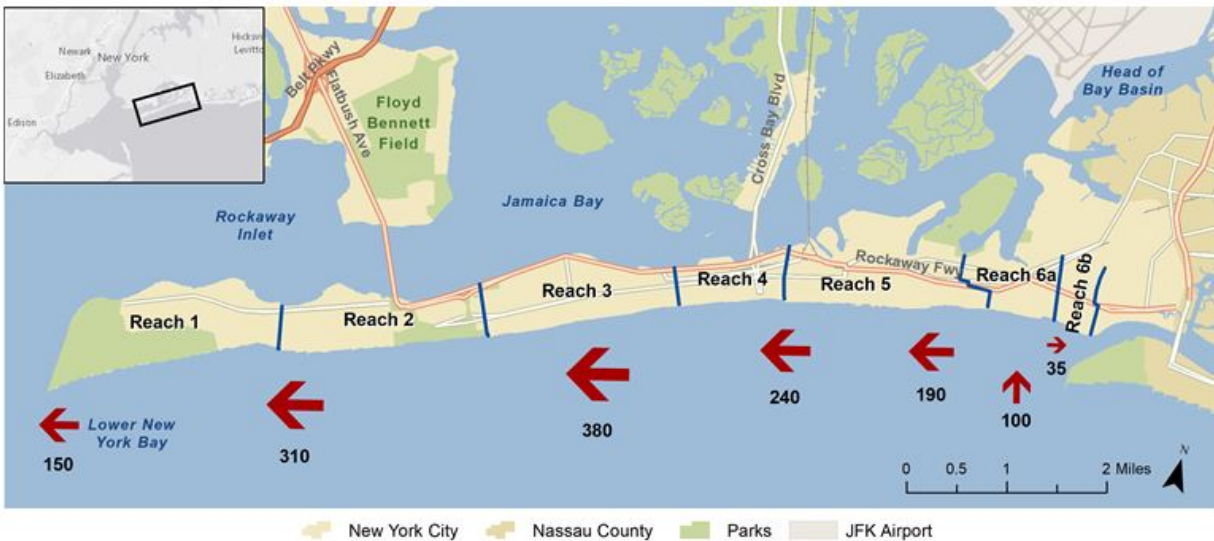 Newark
New York
Elizabeth
Edison
Hicksv
Levitto
Belt Pkwy
Flatbush Ave
Floyd
Bennett
Field
Cross Bay Blvd
Head of
Bay Basin
Rockaway
Inlet
Jamaica Bay
Rockaway Fwy
Reach 1
Reach 2
Reach 3
Reach 4
Reach 5
Reach 6a
Reach 6b
Lower New
York Bay
150
310
380
240
190
100
35
N
0 0.5 1 2 Miles
New York City Nassau County Parks JFK Airport